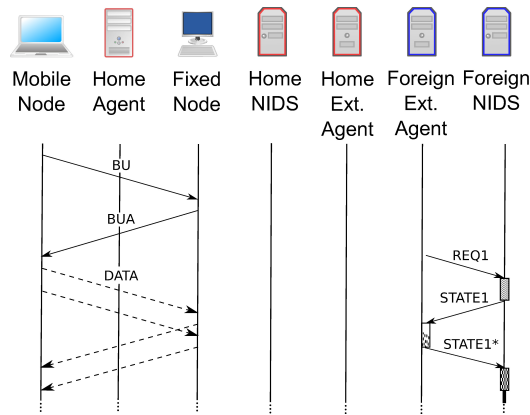 Mobile Node
Home Agent
Fixed Node
Home NIDS
Home Ext. Agent
Foreign Ext. Agent
Foreign NIDS
BU
BUA
DATA
REQ1
STATE1
STATE1*